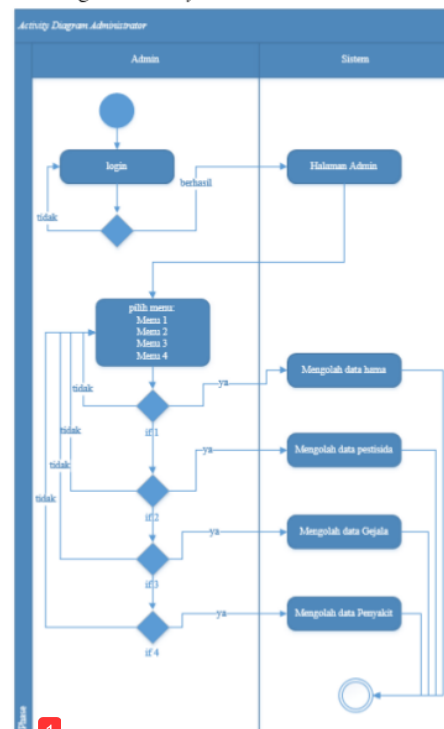 Activity Diagram Administrator
Admin
Sistem
login
Halaman Admin
berhasil
tidak
pilih menu:
Menu 1
Menu 2
Menu 3
Menu 4
Mengolah data hama
ya
tidak
if 1
tidak
Mengolah data pestisida
ya
tidak
if 2
tidak
Mengolah data Gejala
ya
if 3
Mengolah data Penyakit
ya
if 4
Phase
1